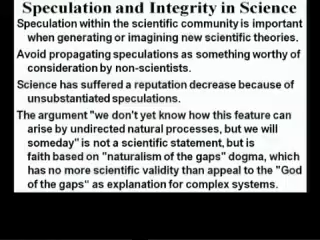 Speculation and Integrity in Science
Speculation within the scientific community is important
when generating or imagining new scientific theories.
Avoid propagating speculations as something worthy of
consideration by non-scientists.
Science has suffered a reputation decrease because of
unsubstantiated speculations.
The argument "we don't yet know how this feature can
arise by undirected natural processes, but we will
someday" is not a scientific statement, but is
faith based on "naturalism of the gaps" dogma, which
has no more scientific validity than appeal to the "God
of the gaps" as explanation for complex systems.